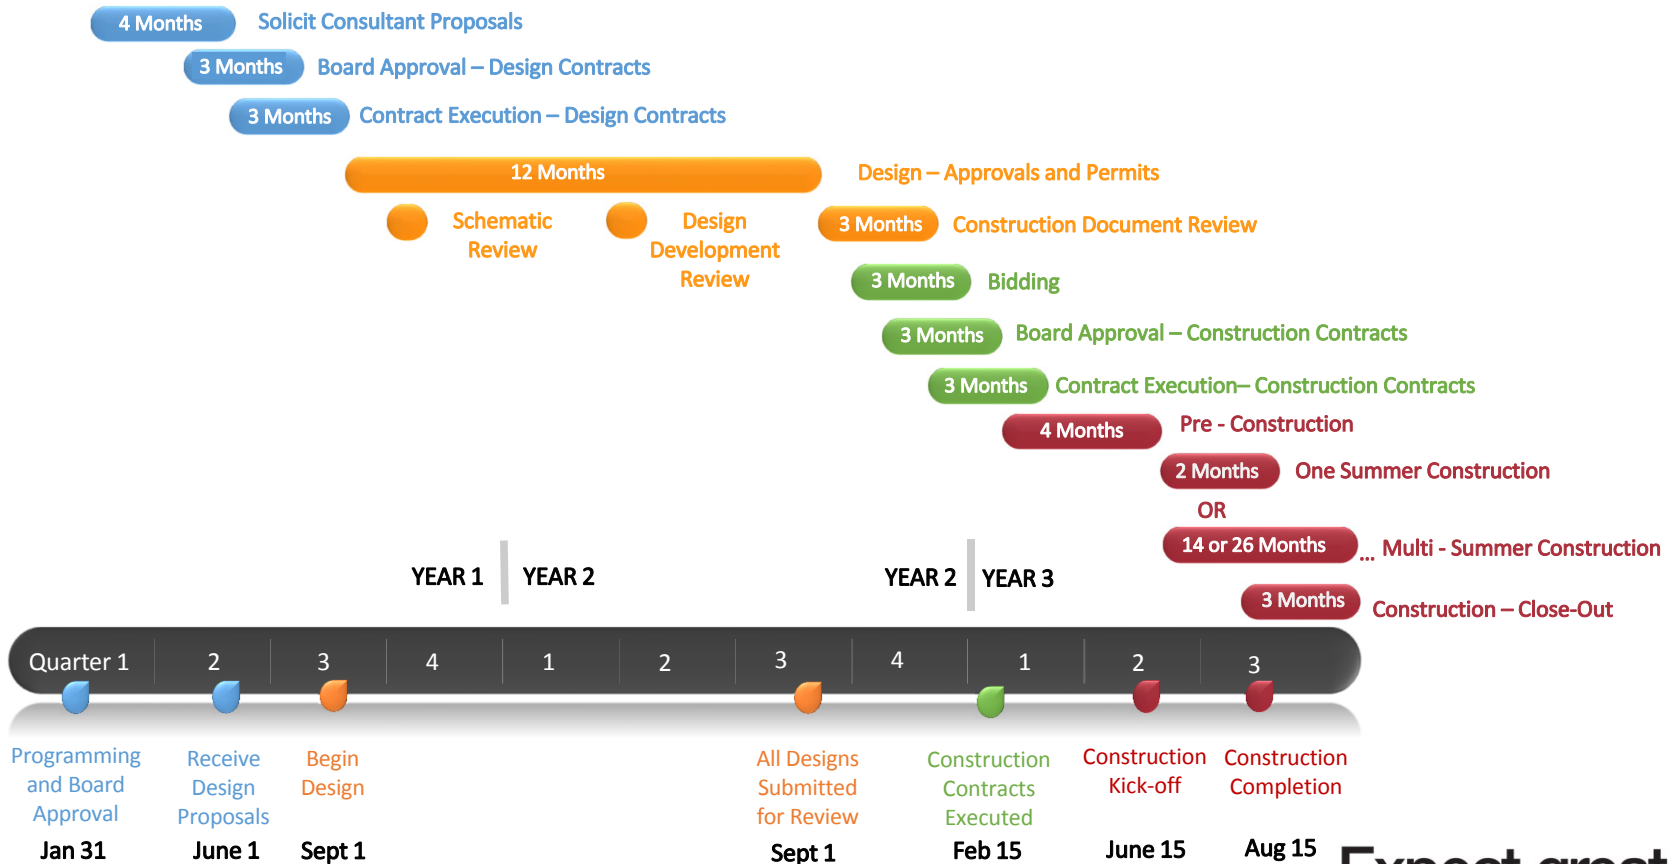 4 Months
Solicit Consultant Proposals
3 Months
Board Approval – Design Contracts
3 Months
Contract Execution – Design Contracts
12 Months
Design – Approvals and Permits
Schematic
Review
Design
Development
Review
3 Months
Construction Document Review
3 Months
Bidding
3 Months
Board Approval – Construction Contracts
3 Months
Contract Execution– Construction Contracts
4 Months
Pre - Construction
2 Months
One Summer Construction
OR
14 or 26 Months
... Multi - Summer Construction
3 Months
Construction – Close-Out
YEAR 1
YEAR 2
YEAR 2
YEAR 3
Quarter 1
2
3
4
1
2
3
4
1
2
3
Programming
and Board
Approval
Jan 31
Receive
Design
Proposals
June 1
Begin
Design
Sept 1
All Designs
Submitted
for Review
Sept 1
Construction
Contracts
Executed
Feb 15
Construction
Kick-off
June 15
Construction
Completion
Aug 15